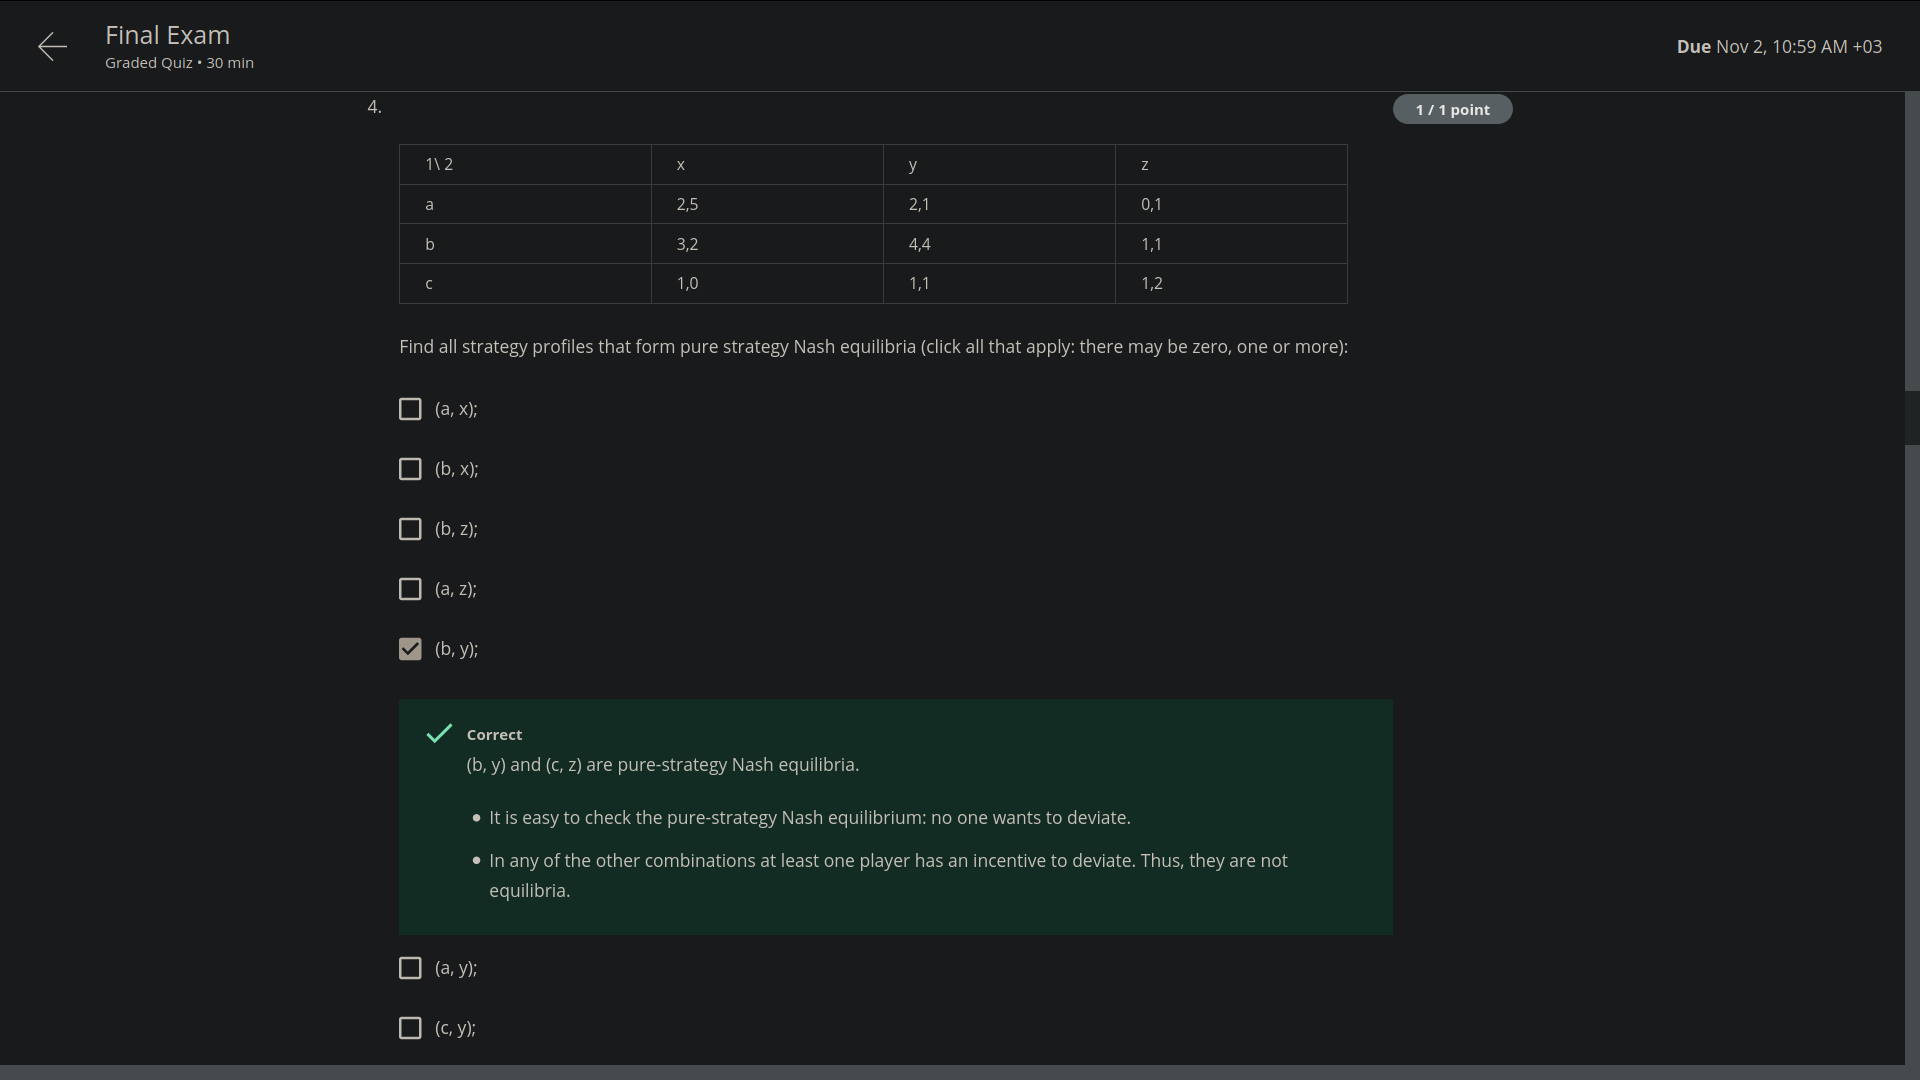 Final Exam
Graded Quiz • 30 min
Due Nov 2, 10:59 AM +03
4.
1 / 1 point
1\ 2 x y z
a 2,5 2,1 0,1
b 3,2 4,4 1,1
c 1,0 1,1 1,2
Find all strategy profiles that form pure strategy Nash equilibria (click all that apply: there may be zero, one or more):
(a, x);
(b, x);
(b, z);
(a, z);
(b, y);
Correct
(b, y) and (c, z) are pure-strategy Nash equilibria.
• It is easy to check the pure-strategy Nash equilibrium: no one wants to deviate.
• In any of the other combinations at least one player has an incentive to deviate. Thus, they are not
equilibria.
(a, y);
(c, y);